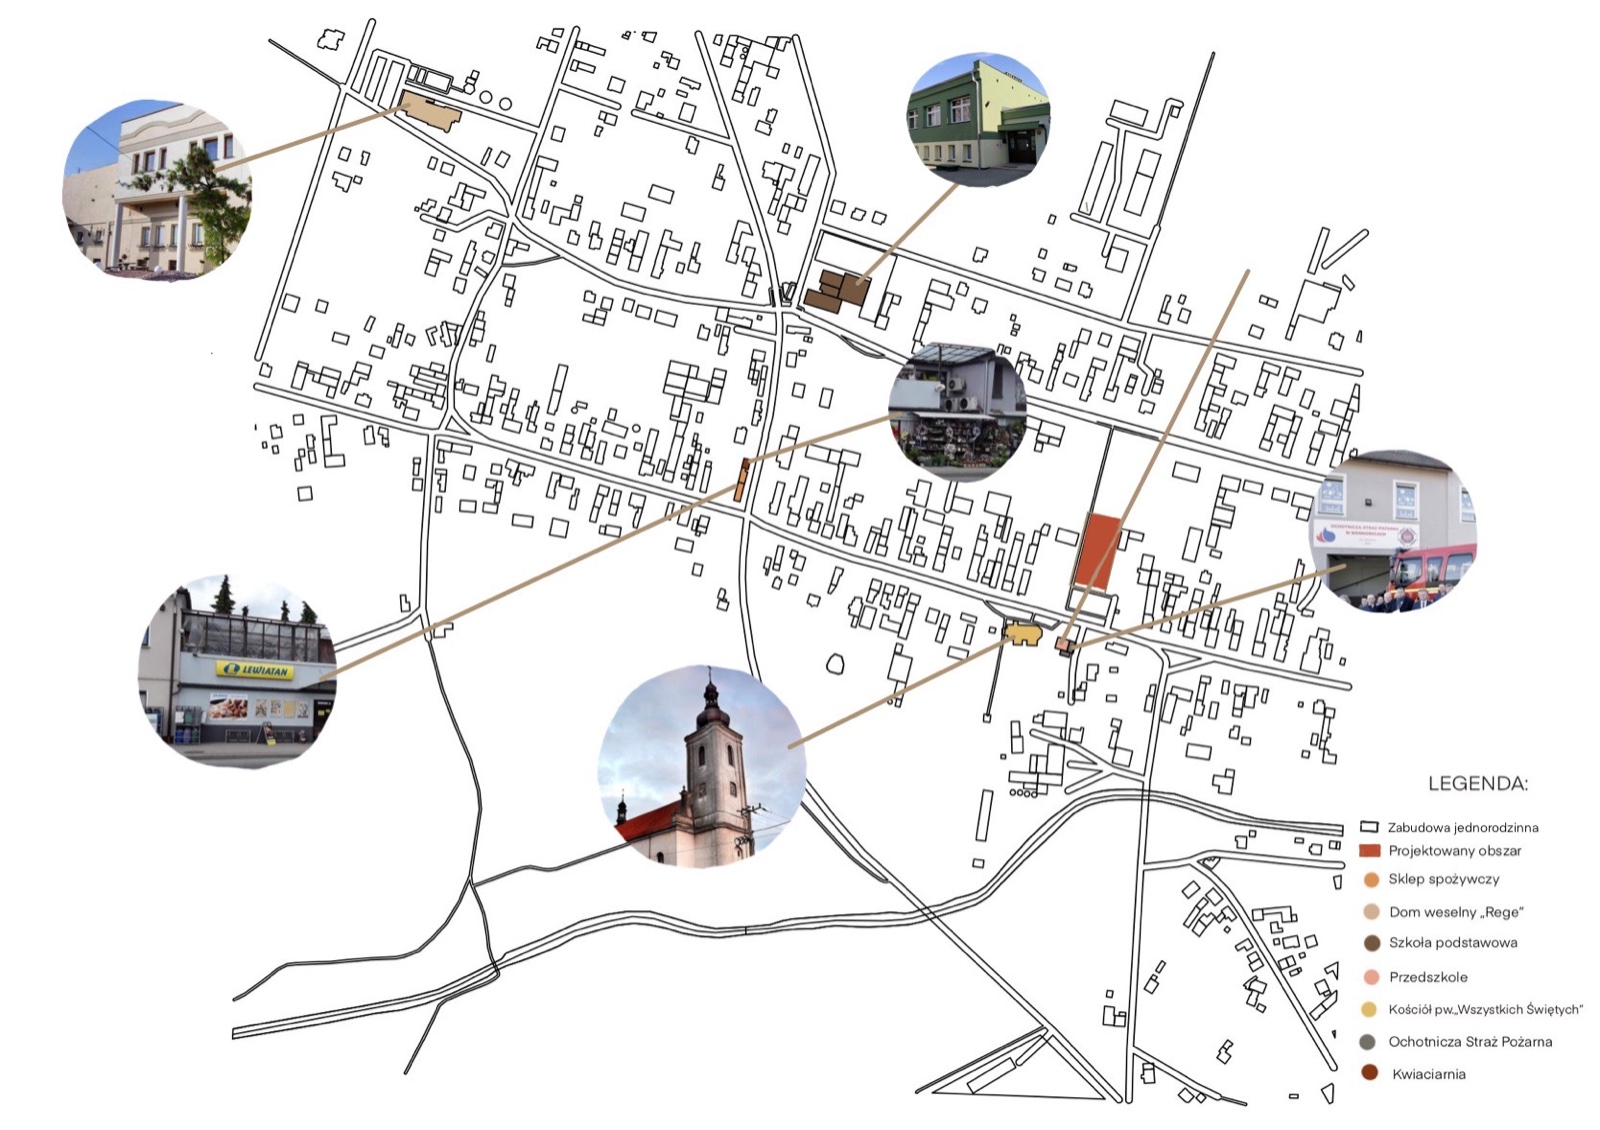 OCHOTNICZA STRAŻ POŻARNA
LEWIATAN
LEGENDA:
Zabudowa jednorodzinna
Projektowany obszar
Sklep spożywczy
Dom weselny „Rege”
Szkoła podstawowa
Przedszkole
Kościół pw.„Wszystkich Świętych”
Ochotnicza Straż Pożarna
Kwiaciarnia